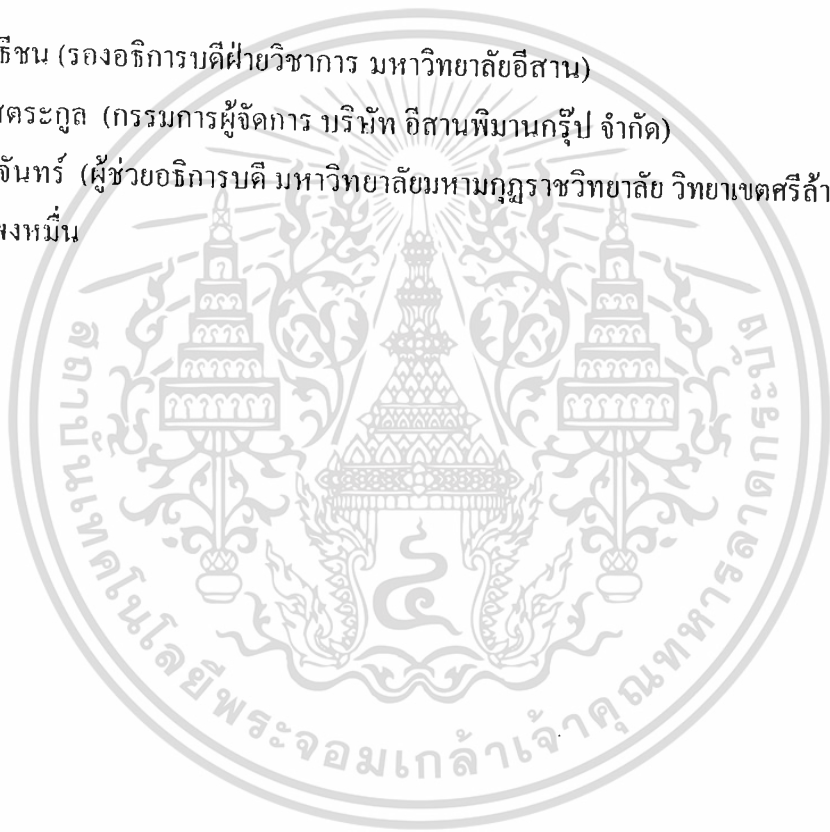 ธีชน (รองอธิการบดีฝ่ายวิชาการ มหาวิทยาลัยอีสาน)
ตระกูล (กรรมการผู้จัดการ บริษัท อีสานพิมานกรุ๊ป จำกัด)
จันทร์ (ผู้ช่วยอธิการบดี มหาวิทยาลัยมหามกุฏราชวิทยาลัย วิทยาเขตศรีล้า
งหมื่น
สถาบันเทคโนโลยีพระจอมเกล้าเจ้าคุณทหารลาดกระบัง